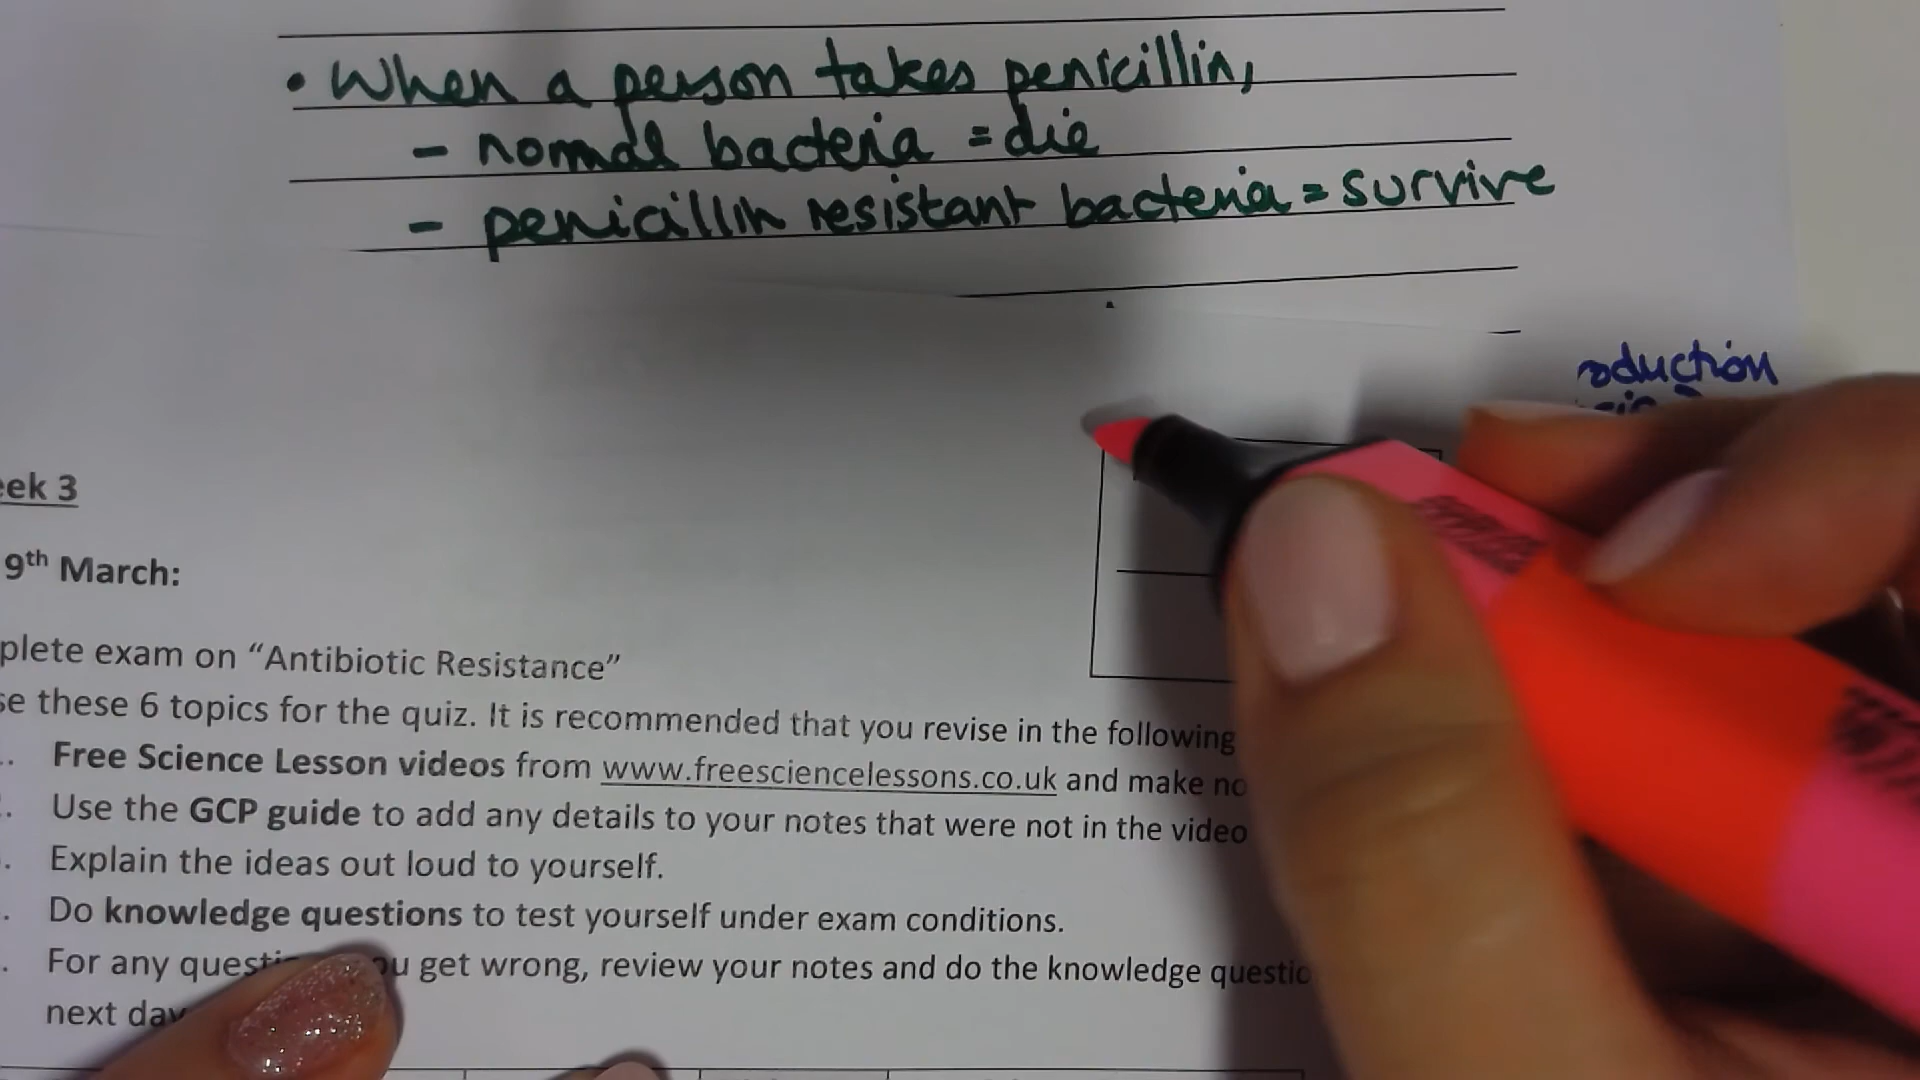 • When a person takes penicillin,
- normal bacteria = die
- penicillin resistant bacteria = survive
oduction
eek 3
9th March:
plete exam on “Antibiotic Resistance”
se these 6 topics for the quiz. It is recommended that you revise in the following
. Free Science Lesson videos from www.freesciencelessons.co.uk and make no
. Use the GCP guide to add any details to your notes that were not in the video
. Explain the ideas out loud to yourself.
. Do knowledge questions to test yourself under exam conditions.
. For any questi ou get wrong, review your notes and do the knowledge questio
next day